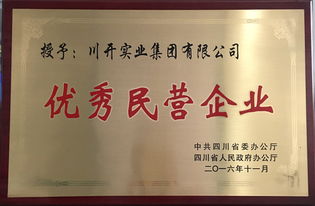 授予：川开实业集团有限公司
优秀民营企业
中共四川省委办公厅
四川省人民政府办公厅
二〇一六年十一月